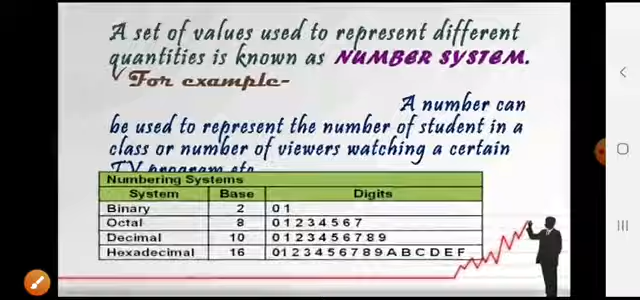 A set of values used to represent different
quantities is known as NUMBER SYSTEM.
For example-
A number can
be used to represent the number of student in a
class or number of viewers watching a certain
TV program etc
Numbering Systems
System Base Digits
Binary 2 0 1
Octal 8 0 1 2 3 4 5 6 7
Decimal 10 0 1 2 3 4 5 6 7 8 9
Hexadecimal 16 0 1 2 3 4 5 6 7 8 9 A B C D E F